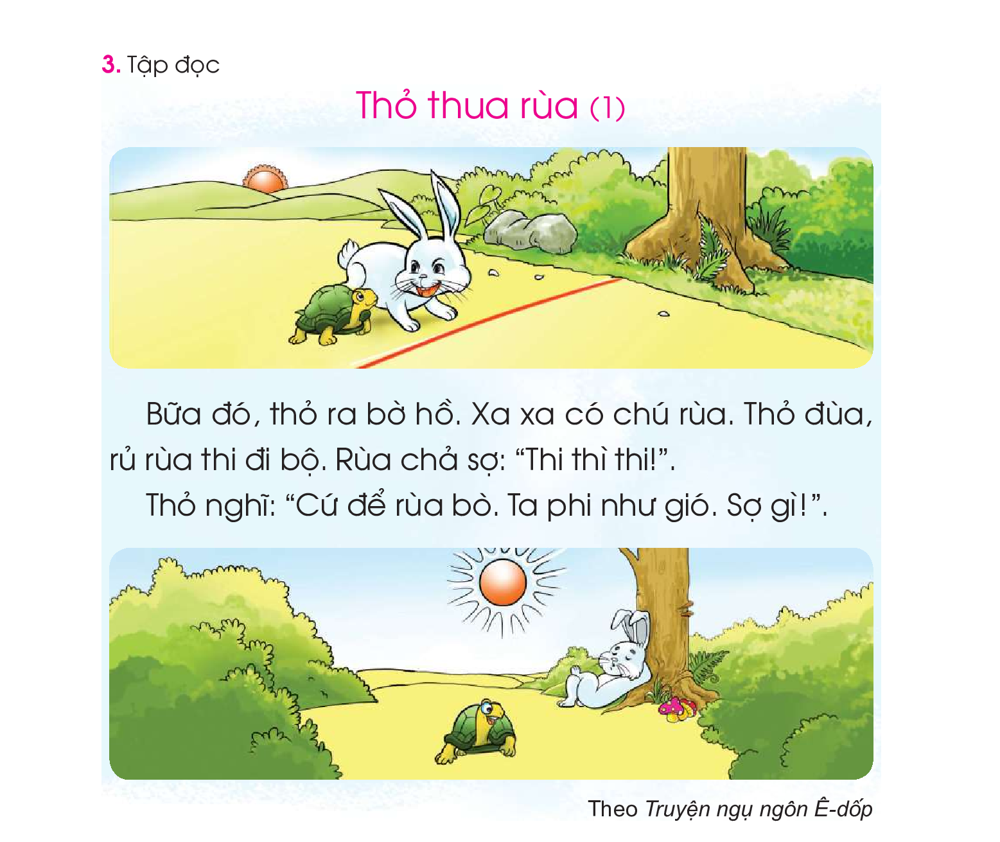 3. Tập đọc
Thỏ thua rùa (1)
Bữa đó, thỏ ra bờ hồ. Xa xa có chú rùa. Thỏ đùa,
rủ rùa thi đi bộ. Rùa chả sợ: “Thi thì thi!”.
Thỏ nghĩ: “Cứ để rùa bò. Ta phi như gió. Sợ gì!”.
Theo Truyện ngụ ngôn Ê-dốp